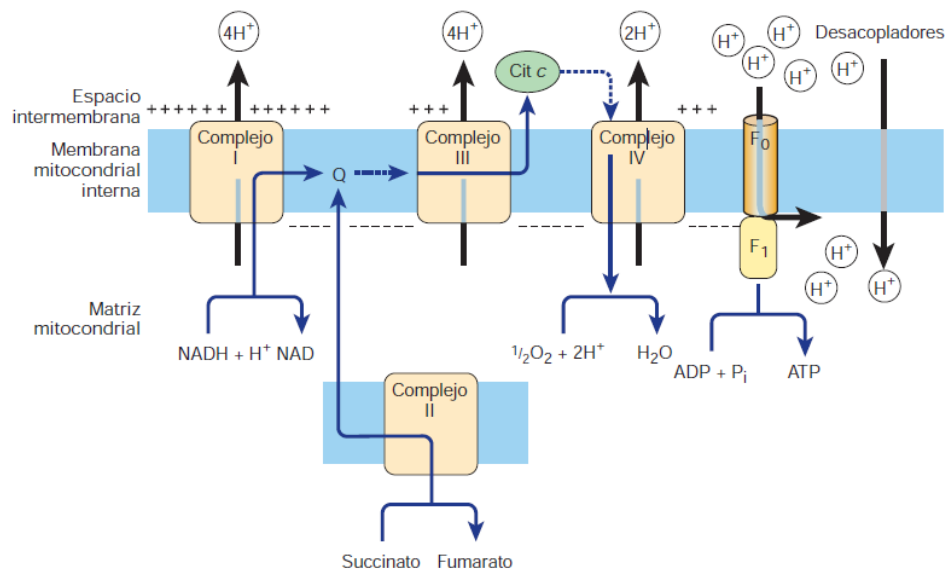 4H⁺
4H⁺
2H⁺
H⁺
H⁺
H⁺
H⁺
H⁺
Desacopladores
Cit c
Espacio
intermembrana
++++++
++++++
+++
+++
Membrana
mitocondrial
interna
Complejo
I
Q
Complejo
III
Complejo
IV
F₀
F₁
H⁺
H⁺
H⁺
Matriz
mitocondrial
NADH + H⁺ NAD
½O₂ + 2H⁺
H₂O
ADP + Pᵢ
ATP
Complejo
II
Succinato
Fumarato